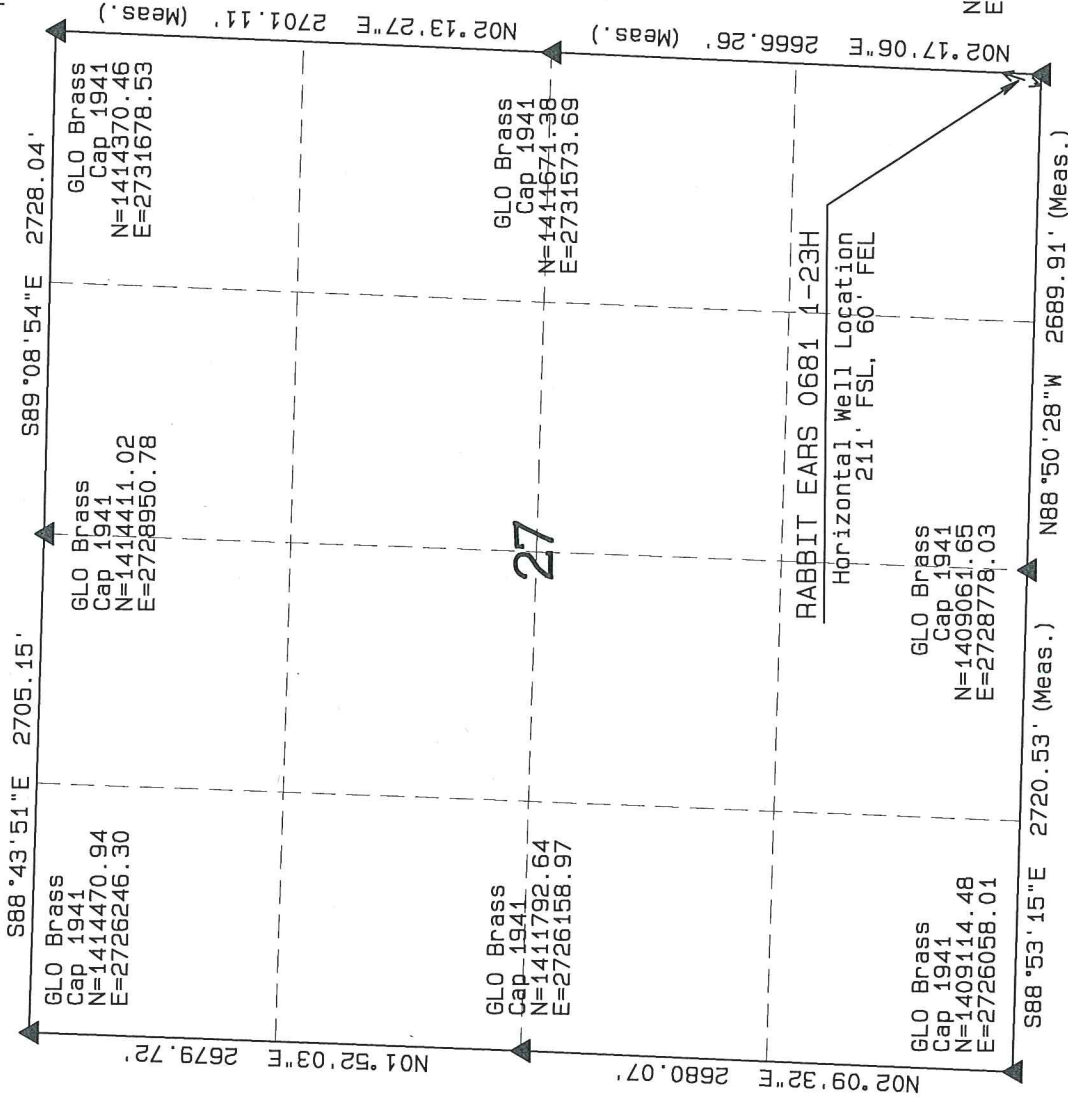 S88°43'51"E 2705.15'
S89°08'54"E 2728.04'
GLO Brass
Cap 1941
N=1414470.94
E=2726246.30
GLO Brass
Cap 1941
N=1414411.02
E=2728950.78
GLO Brass
Cap 1941
N=1414370.46
E=2731678.53
N01°52'03"E 2679.72'
N02°13'27"E 2701.11' (Meas.)
GLO Brass
Cap 1941
N=1411792.64
E=2726158.97
27
GLO Brass
Cap 1941
N=1411671.38
E=2731573.69
N02°09'32"E 2680.07'
N02°17'06"E 2666.26' (Meas.)
RABBIT EARS 0681 1-23H
Horizontal Well Location
211' FSL, 60' FEL
GLO Brass
Cap 1941
N=1409114.48
E=2726058.01
GLO Brass
Cap 1941
N=1409061.65
E=2728778.03
S88°53'15"E 2720.53' (Meas.)
N88°50'28"W 2689.91' (Meas.)
N
E